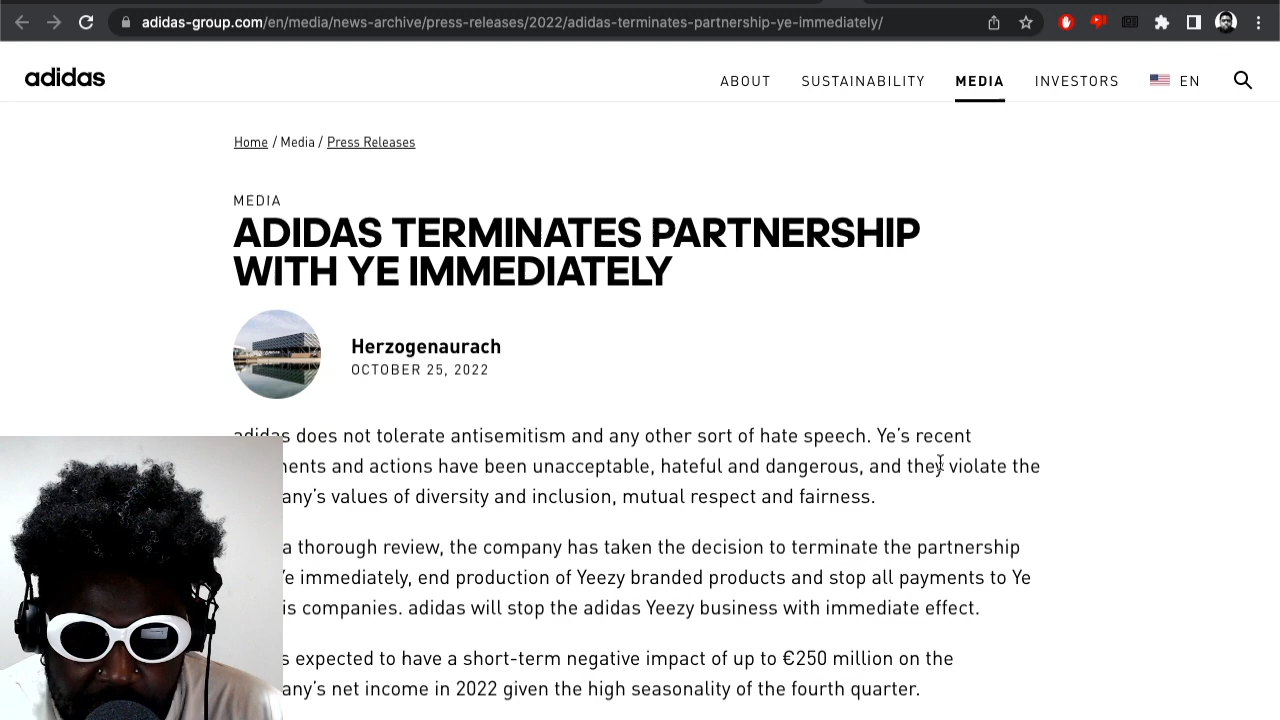 adidas-group.com/en/media/news-archive/press-releases/2022/adidas-terminates-partnership-ye-immediately/
adidas
ABOUT SUSTAINABILITY MEDIA INVESTORS EN
Home / Media / Press Releases
MEDIA
ADIDAS TERMINATES PARTNERSHIP
WITH YE IMMEDIATELY
Herzogenaurach
OCTOBER 25, 2022
adidas does not tolerate antisemitism and any other sort of hate speech. Ye’s recent
and actions have been unacceptable, hateful and dangerous, and they violate the
values of diversity and inclusion, mutual respect and fairness.
a thorough review, the company has taken the decision to terminate the partnership
immediately, end production of Yeezy branded products and stop all payments to Ye
companies. adidas will stop the adidas Yeezy business with immediate effect.
expected to have a short-term negative impact of up to €250 million on the
net income in 2022 given the high seasonality of the fourth quarter.